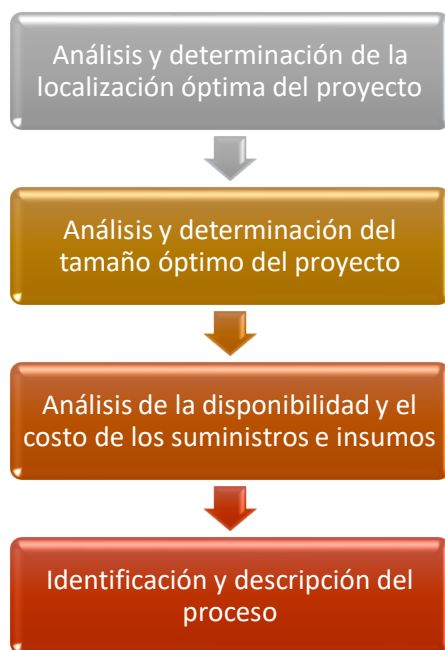 Análisis y determinación de la
localización óptima del proyecto
Análisis y determinación del
tamaño óptimo del proyecto
Análisis de la disponibilidad y el
costo de los suministros e insumos
Identificación y descripción del
proceso